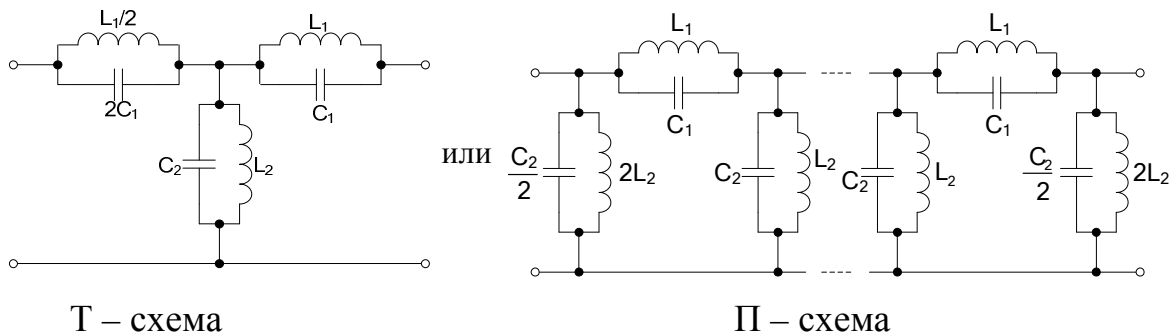 L₁/2
L₁
2C₁
C₁
C₂
L₂
или
L₁
L₁
C₁
C₁
C₂/2
2L₂
C₂
L₂
C₂
L₂
C₂/2
2L₂
Т – схема
П – схема